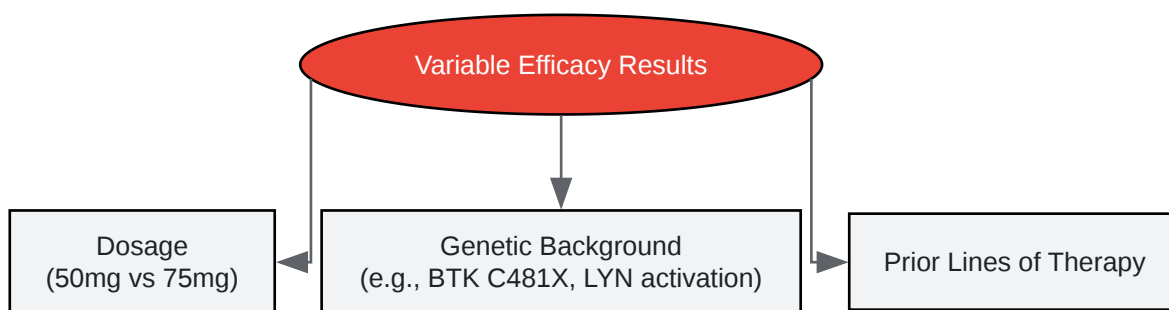 Variable Efficacy Results
Dosage
(50mg vs 75mg)
Genetic Background
(e.g., BTK C481X, LYN activation)
Prior Lines of Therapy